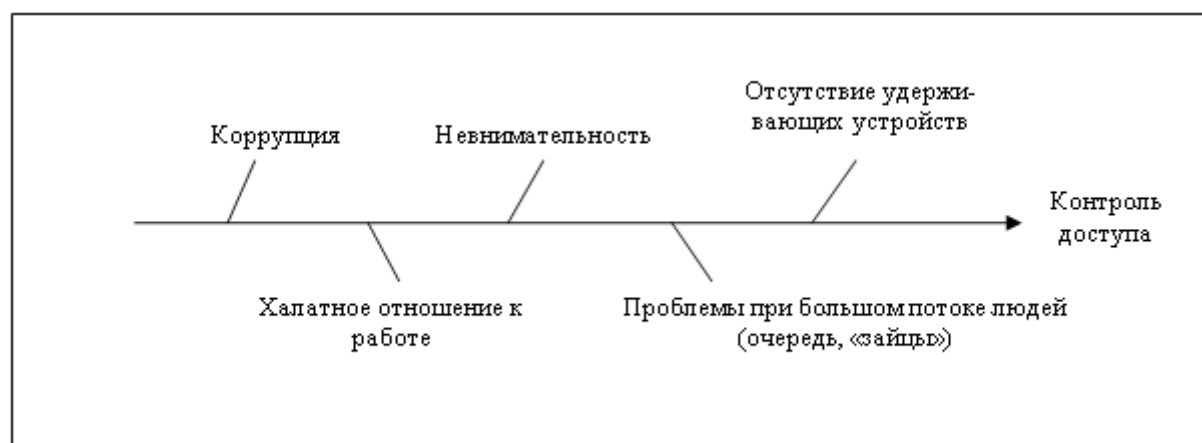 Коррупция
Невнимательность
Отсутствие удержи-
вающих устройств
Контроль
доступа
Халатное отношение к
работе
Проблемы при большом потоке людей
(очередь, «зайцы»)